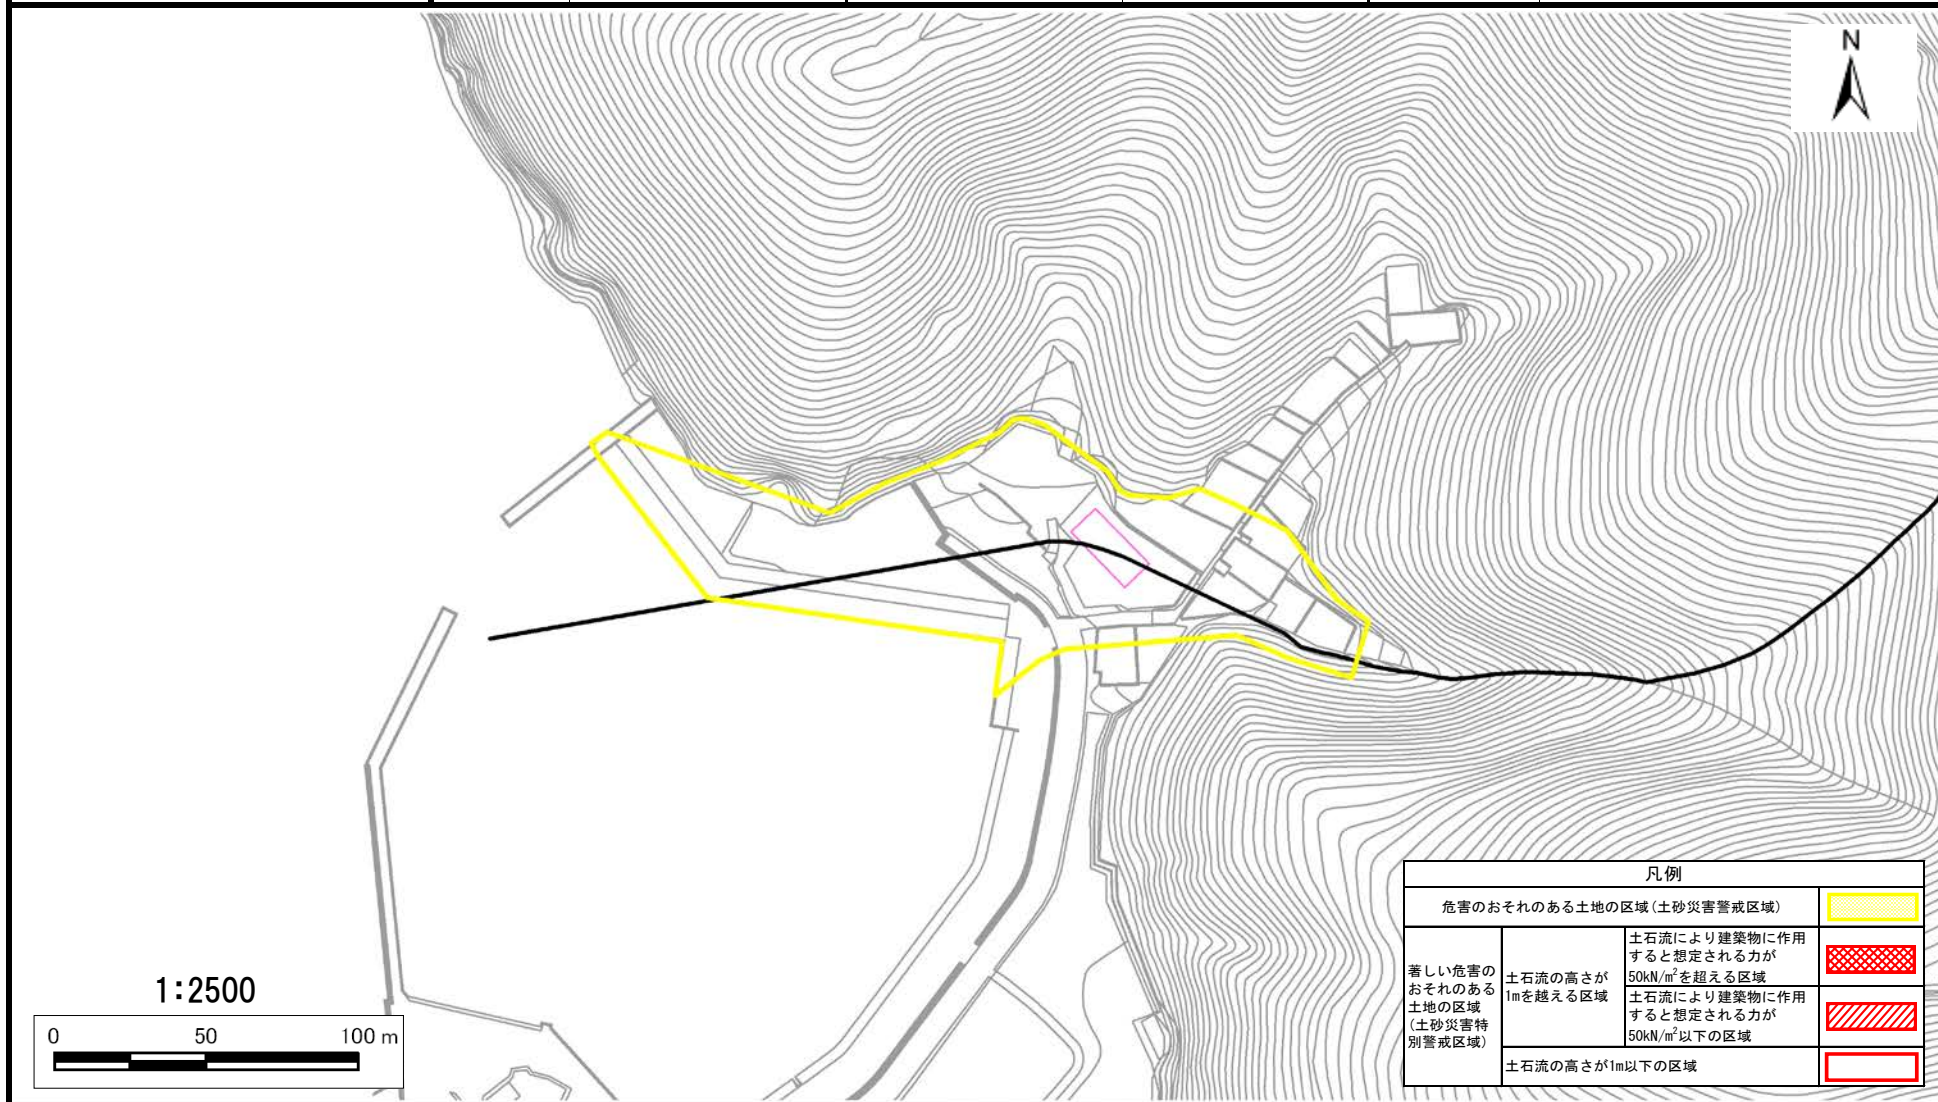 N
凡例
危害のおそれのある土地の区域(土砂災害警戒区域)
著しい危害の
おそれのある
土地の区域
(土砂災害特
別警戒区域)
土石流の高さが
1mを越える区域
土石流により建築物に作用
すると想定される力が
50kN/㎡を超える区域
土石流により建築物に作用
すると想定される力が
50kN/㎡以下の区域
土石流の高さが1m以下の区域
1:2500
0 50 100 m